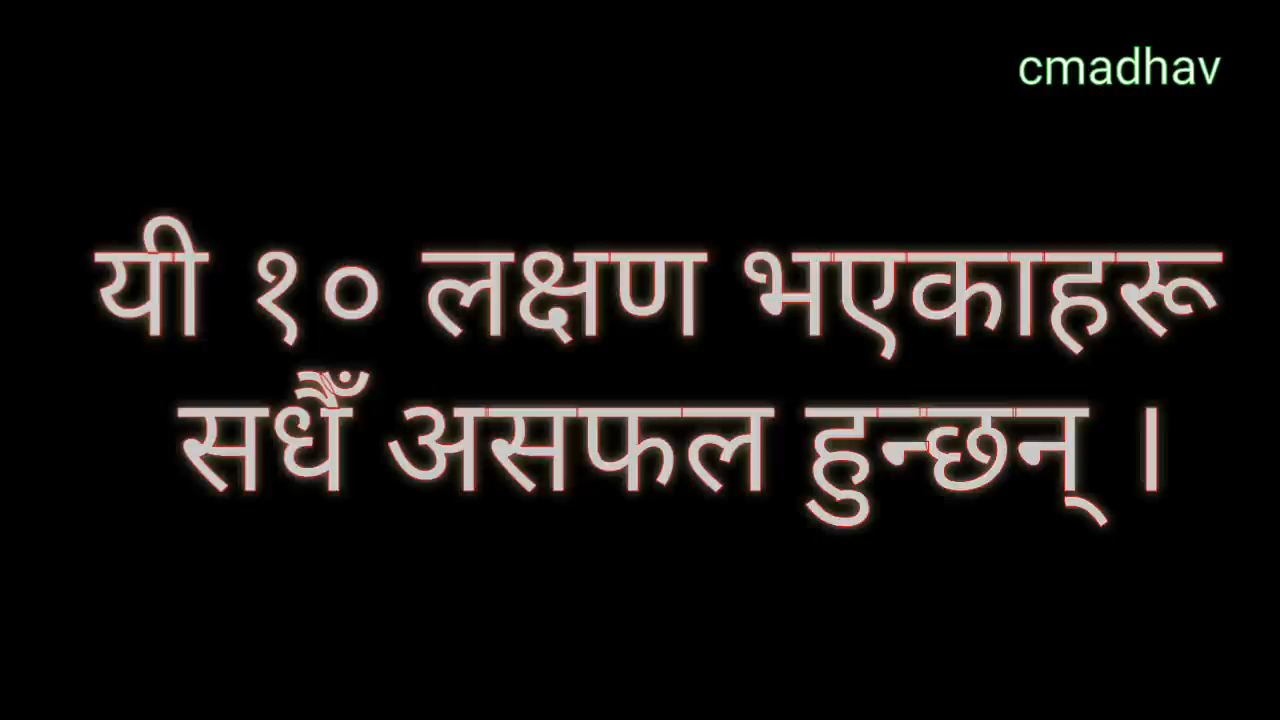 cmadhav
यी १० लक्षण भएकाहरू
सधैँ असफल हुन्छन् ।